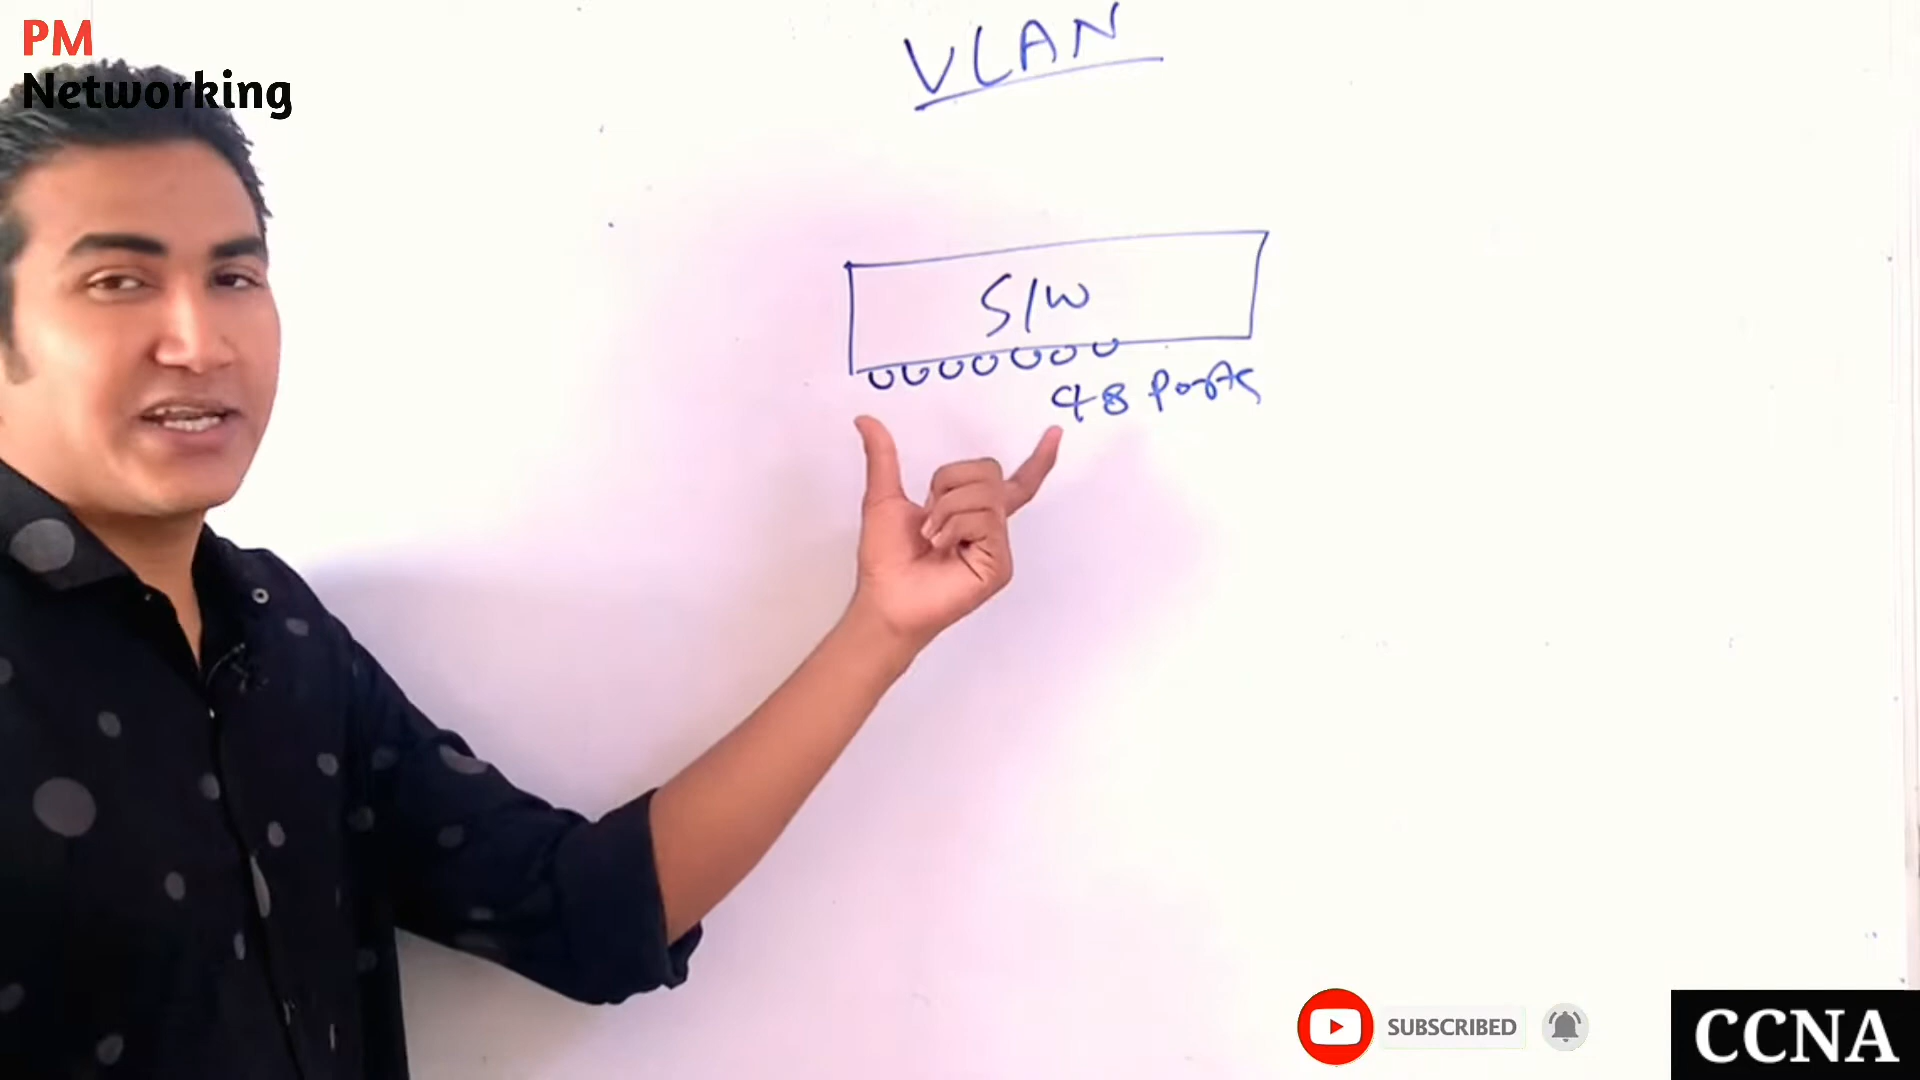 PM
Networking
VLAN
S/W
48 Ports
SUBSCRIBED
CCNA